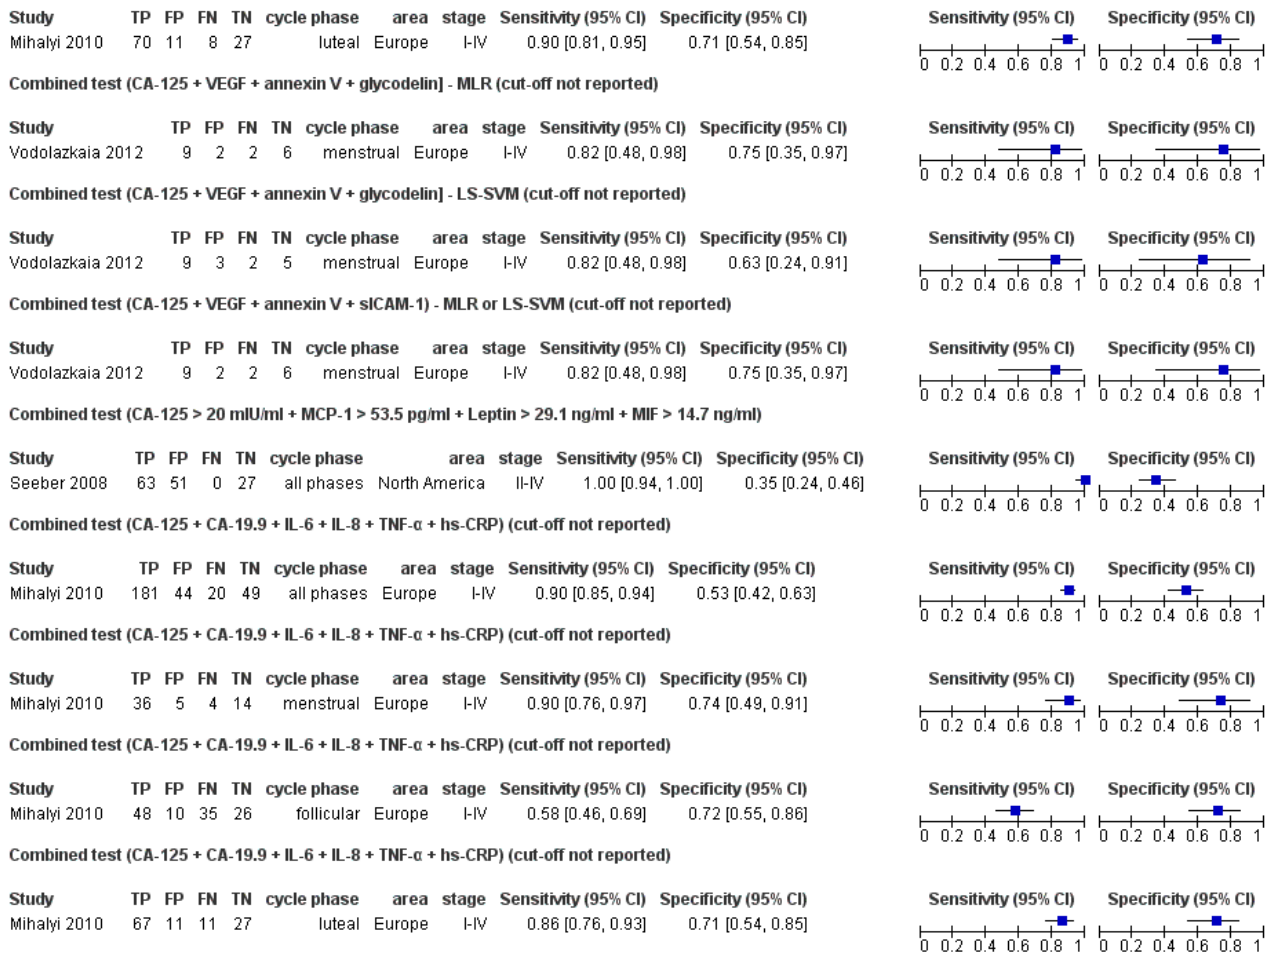 Study TP FP FN TN cycle phase area stage Sensitivity (95% CI) Specificity (95% CI) Sensitivity (95% CI) Specificity (95% CI)
Mihalyi 2010 70 11 8 27 luteal Europe I-IV 0.90 [0.81, 0.95] 0.71 [0.54, 0.85]
0 0.2 0.4 0.6 0.8 1 0 0.2 0.4 0.6 0.8 1
Combined test (CA-125 + VEGF + annexin V + glycodelin] - MLR (cut-off not reported)
Study TP FP FN TN cycle phase area stage Sensitivity (95% CI) Specificity (95% CI) Sensitivity (95% CI) Specificity (95% CI)
Vodolazkaia 2012 9 2 2 6 menstrual Europe I-IV 0.82 [0.48, 0.98] 0.75 [0.35, 0.97]
0 0.2 0.4 0.6 0.8 1 0 0.2 0.4 0.6 0.8 1
Combined test (CA-125 + VEGF + annexin V + glycodelin] - LS-SVM (cut-off not reported)
Study TP FP FN TN cycle phase area stage Sensitivity (95% CI) Specificity (95% CI) Sensitivity (95% CI) Specificity (95% CI)
Vodolazkaia 2012 9 3 2 5 menstrual Europe I-IV 0.82 [0.48, 0.98] 0.63 [0.24, 0.91]
0 0.2 0.4 0.6 0.8 1 0 0.2 0.4 0.6 0.8 1
Combined test (CA-125 + VEGF + annexin V + sICAM-1) - MLR or LS-SVM (cut-off not reported)
Study TP FP FN TN cycle phase area stage Sensitivity (95% CI) Specificity (95% CI) Sensitivity (95% CI) Specificity (95% CI)
Vodolazkaia 2012 9 2 2 6 menstrual Europe I-IV 0.82 [0.48, 0.98] 0.75 [0.35, 0.97]
0 0.2 0.4 0.6 0.8 1 0 0.2 0.4 0.6 0.8 1
Combined test (CA-125 > 20 mIU/ml + MCP-1 > 53.5 pg/ml + Leptin > 29.1 ng/ml + MIF > 14.7 ng/ml)
Study TP FP FN TN cycle phase area stage Sensitivity (95% CI) Specificity (95% CI) Sensitivity (95% CI) Specificity (95% CI)
Seeber 2008 63 51 0 27 all phases North America II-IV 1.00 [0.94, 1.00] 0.35 [0.24, 0.46]
0 0.2 0.4 0.6 0.8 1 0 0.2 0.4 0.6 0.8 1
Combined test (CA-125 + CA-19.9 + IL-6 + IL-8 + TNF-α + hs-CRP) (cut-off not reported)
Study TP FP FN TN cycle phase area stage Sensitivity (95% CI) Specificity (95% CI) Sensitivity (95% CI) Specificity (95% CI)
Mihalyi 2010 181 44 20 49 all phases Europe I-IV 0.90 [0.85, 0.94] 0.53 [0.42, 0.63]
0 0.2 0.4 0.6 0.8 1 0 0.2 0.4 0.6 0.8 1
Combined test (CA-125 + CA-19.9 + IL-6 + IL-8 + TNF-α + hs-CRP) (cut-off not reported)
Study TP FP FN TN cycle phase area stage Sensitivity (95% CI) Specificity (95% CI) Sensitivity (95% CI) Specificity (95% CI)
Mihalyi 2010 36 5 4 14 menstrual Europe I-IV 0.90 [0.76, 0.97] 0.74 [0.49, 0.91]
0 0.2 0.4 0.6 0.8 1 0 0.2 0.4 0.6 0.8 1
Combined test (CA-125 + CA-19.9 + IL-6 + IL-8 + TNF-α + hs-CRP) (cut-off not reported)
Study TP FP FN TN cycle phase area stage Sensitivity (95% CI) Specificity (95% CI) Sensitivity (95% CI) Specificity (95% CI)
Mihalyi 2010 48 10 35 26 follicular Europe I-IV 0.58 [0.46, 0.69] 0.72 [0.55, 0.86]
0 0.2 0.4 0.6 0.8 1 0 0.2 0.4 0.6 0.8 1
Combined test (CA-125 + CA-19.9 + IL-6 + IL-8 + TNF-α + hs-CRP) (cut-off not reported)
Study TP FP FN TN cycle phase area stage Sensitivity (95% CI) Specificity (95% CI) Sensitivity (95% CI) Specificity (95% CI)
Mihalyi 2010 67 11 11 27 luteal Europe I-IV 0.86 [0.76, 0.93] 0.71 [0.54, 0.85]
0 0.2 0.4 0.6 0.8 1 0 0.2 0.4 0.6 0.8 1